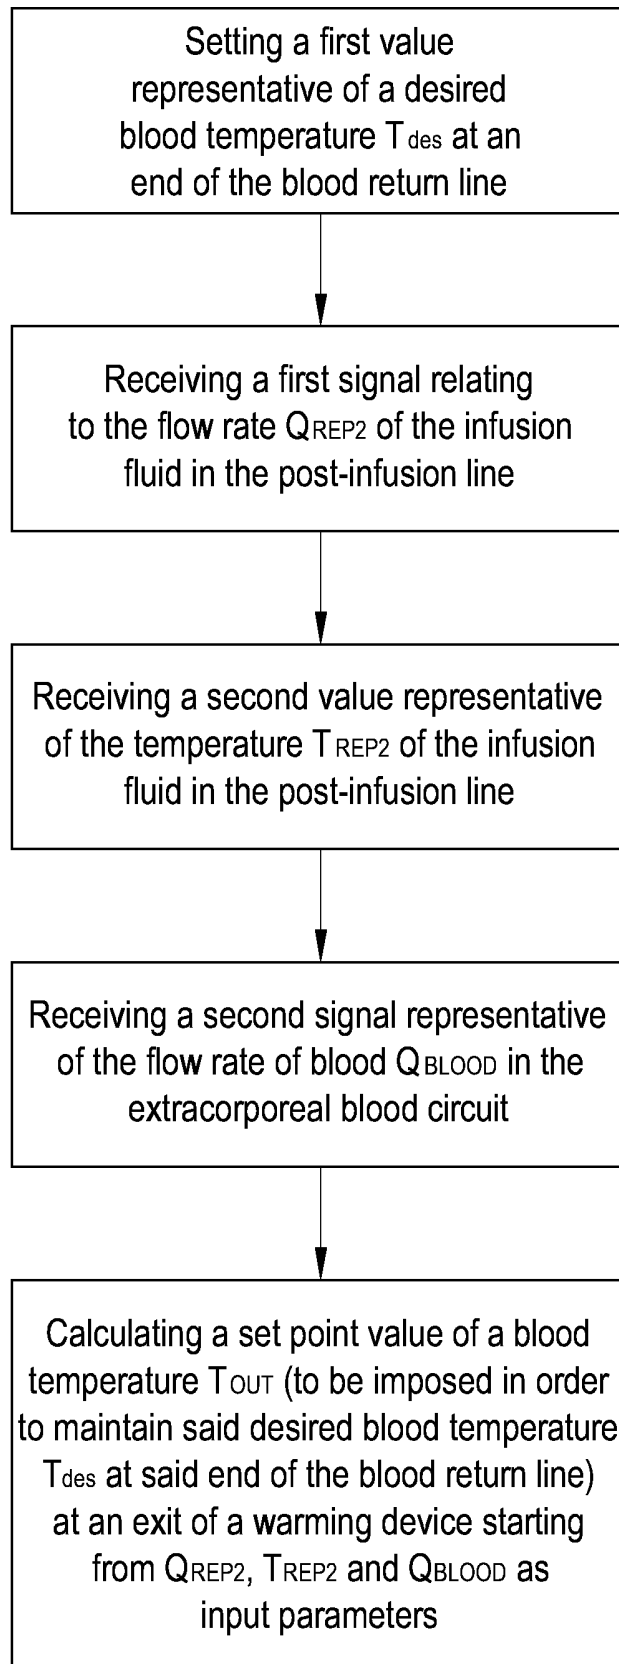 Setting a first value
representative of a desired
blood temperature Tdes at an
end of the blood return line
Receiving a first signal relating
to the flow rate QREP2 of the infusion
fluid in the post-infusion line
Receiving a second value representative
of the temperature TREP2 of the infusion
fluid in the post-infusion line
Receiving a second signal representative
of the flow rate of blood QBLOOD in the
extracorporeal blood circuit
Calculating a set point value of a blood
temperature TOUT (to be imposed in order
to maintain said desired blood temperature
Tdes at said end of the blood return line)
at an exit of a warming device starting
from QREP2, TREP2 and QBLOOD as
input parameters